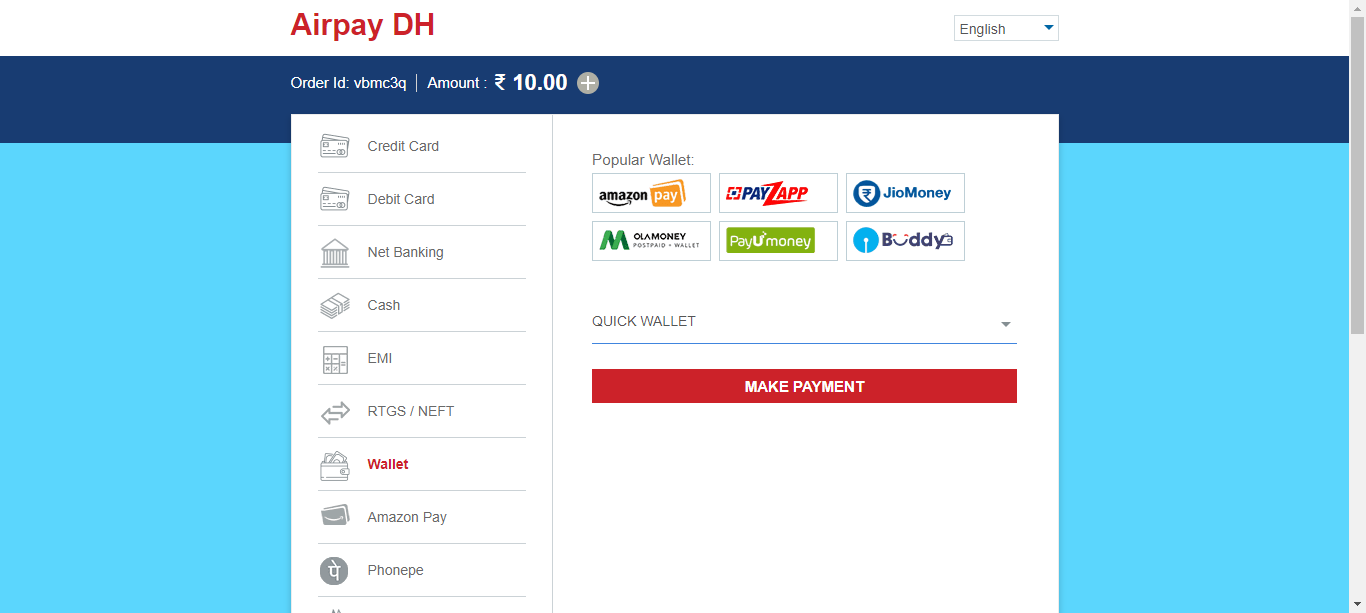 Airpay DH
English
Order Id: vbmc3q
Amount : ₹ 10.00
Credit Card
Debit Card
Net Banking
Cash
EMI
RTGS / NEFT
Wallet
Amazon Pay
Phonepe
Popular Wallet:
amazon pay
PAYZAPP
JioMoney
OLAMONEY
POSTPAID + WALLET
PayUmoney
Buddy
QUICK WALLET
MAKE PAYMENT